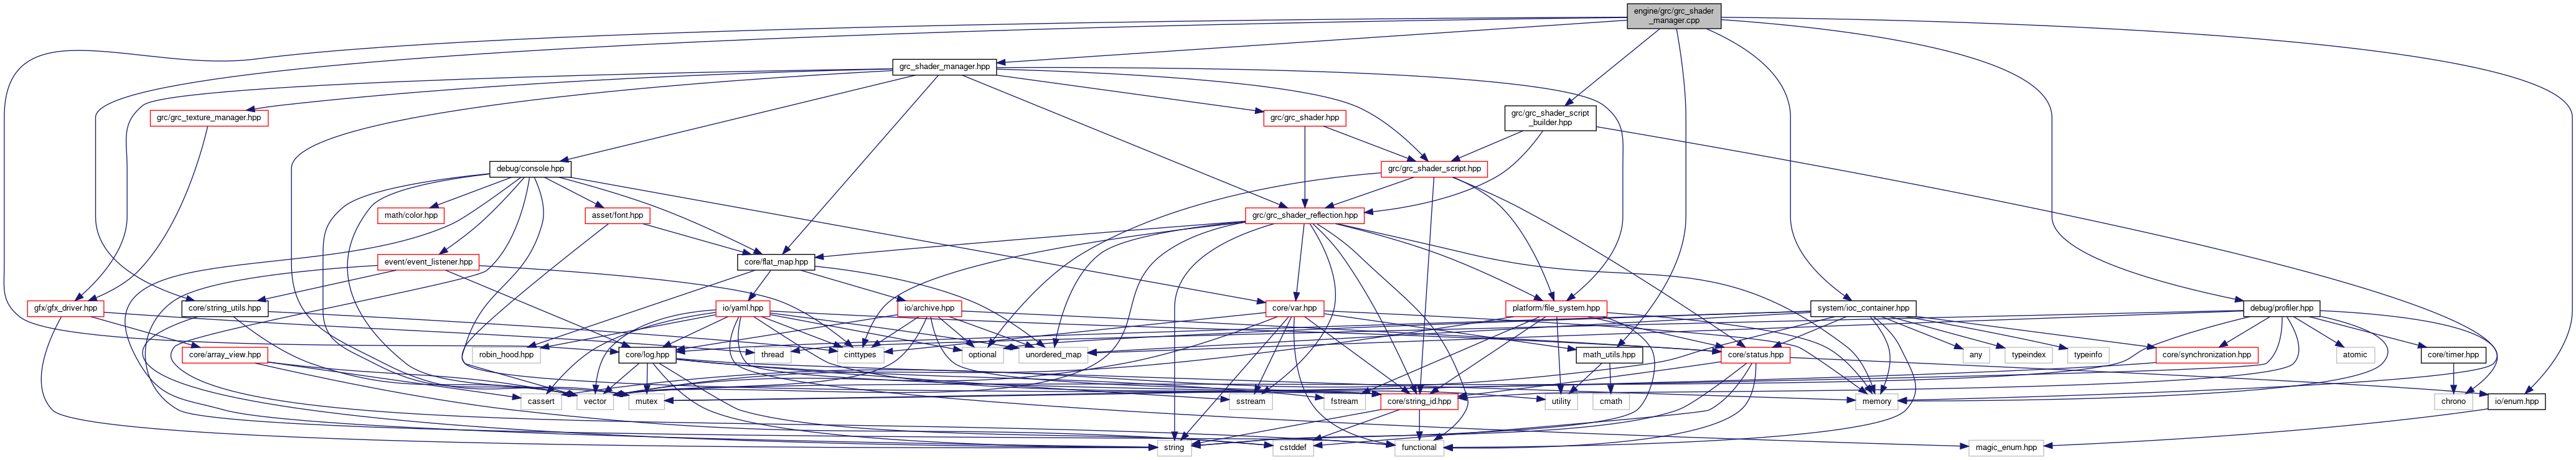 engine/grc/grc_shader
_manager.cpp
grc_shader_manager.hpp
grc/grc_texture_manager.hpp
grc/grc_shader.hpp
grc/grc_shader_script
_builder.hpp
debug/console.hpp
grc/grc_shader_script.hpp
math/color.hpp
asset/font.hpp
grc/grc_shader_reflection.hpp
event/event_listener.hpp
core/flat_map.hpp
gfx/gfx_driver.hpp
core/string_utils.hpp
io/yaml.hpp
io/archive.hpp
core/var.hpp
platform/file_system.hpp
system/ioc_container.hpp
debug/profiler.hpp
core/array_view.hpp
robin_hood.hpp
core/log.hpp
thread
cinttypes
optional
unordered_map
math_utils.hpp
core/status.hpp
any
typeindex
typeinfo
core/synchronization.hpp
atomic
core/timer.hpp
cassert
vector
mutex
sstream
fstream
core/string_id.hpp
utility
cmath
memory
chrono
io/enum.hpp
string
cstddef
functional
magic_enum.hpp